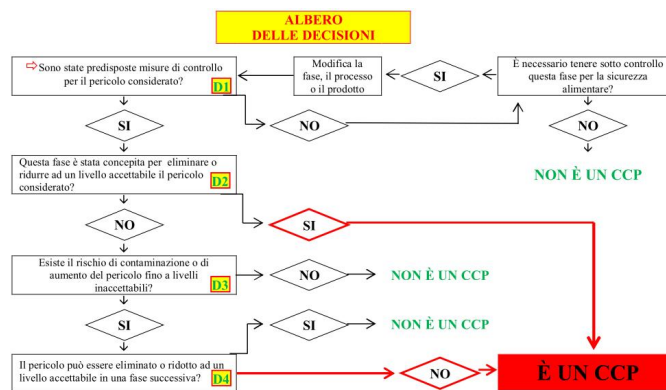 ALBERO
DELLE DECISIONI
⇨Sono state predisposte misure di controllo
per il pericolo considerato?
D1
Modifica la
fase, il processo
o il prodotto
SI
È necessario tenere sotto controllo
questa fase per la sicurezza
alimentare?
SI
NO
NO
NON È UN CCP
Questa fase è stata concepita per eliminare o
ridurre ad un livello accettabile il pericolo
considerato?
D2
NO
SI
Esiste il rischio di contaminazione o di
aumento del pericolo fino a livelli
inaccettabili?
D3
NO
NON È UN CCP
SI
SI
NON È UN CCP
Il pericolo può essere eliminato o ridotto ad un
livello accettabile in una fase successiva?
D4
NO
È UN CCP